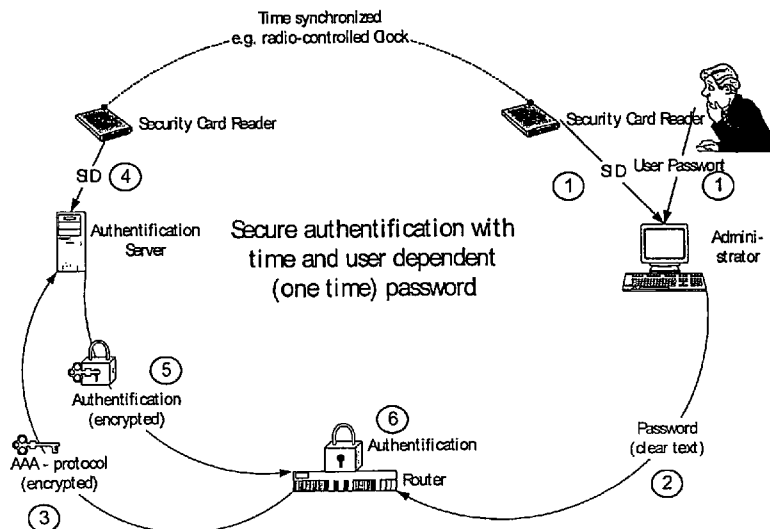 Time synchronized
e.g. radio-controlled Clock
Security Card Reader
Security Card Reader
SID
4
1
SID
User Passwort
1
Authentification
Server
Secure authentification with
time and user dependent
(one time) password
Admini-
strator
5
Authentification
(encrypted)
6
Authentification
Password
(clear text)
2
AAA - protocol
(encrypted)
3
Router